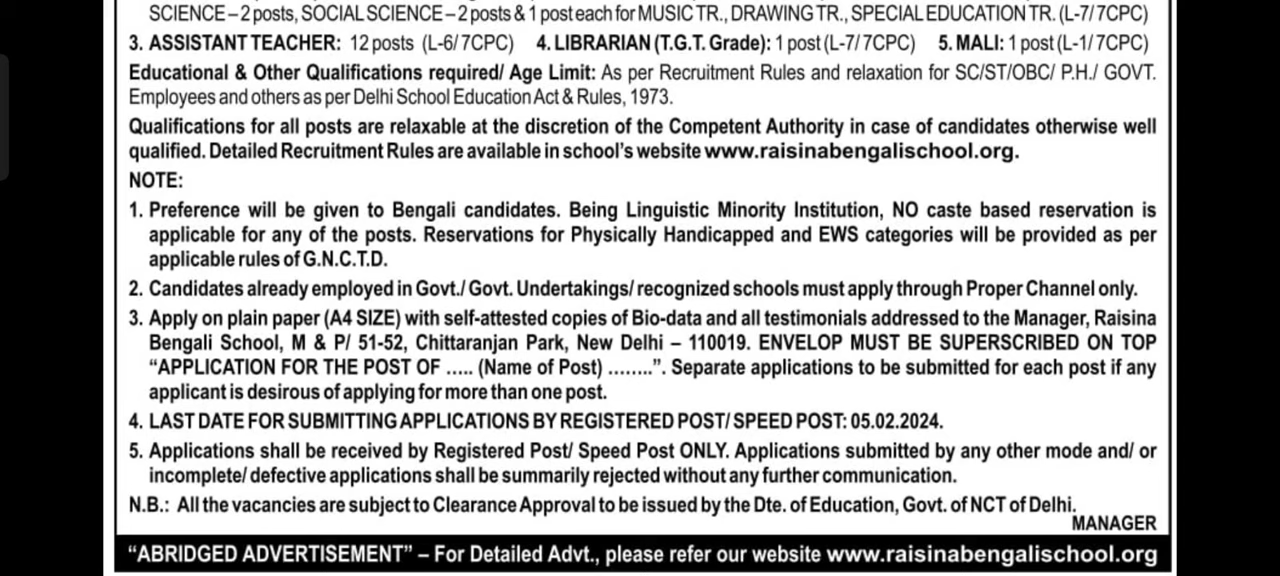 SCIENCE – 2 posts, SOCIAL SCIENCE – 2 posts & 1 post each for MUSIC TR., DRAWING TR., SPECIAL EDUCATION TR. (L-7/ 7CPC)
3. ASSISTANT TEACHER: 12 posts (L-6/ 7CPC) 4. LIBRARIAN (T.G.T. Grade): 1 post (L-7/ 7CPC) 5. MALI: 1 post (L-1/ 7CPC)
Educational & Other Qualifications required/ Age Limit: As per Recruitment Rules and relaxation for SC/ST/OBC/ P.H./ GOVT.
Employees and others as per Delhi School Education Act & Rules, 1973.
Qualifications for all posts are relaxable at the discretion of the Competent Authority in case of candidates otherwise well
qualified. Detailed Recruitment Rules are available in school's website www.raisinabengalischool.org.
NOTE:
1. Preference will be given to Bengali candidates. Being Linguistic Minority Institution, NO caste based reservation is
applicable for any of the posts. Reservations for Physically Handicapped and EWS categories will be provided as per
applicable rules of G.N.C.T.D.
2. Candidates already employed in Govt./ Govt. Undertakings/ recognized schools must apply through Proper Channel only.
3. Apply on plain paper (A4 SIZE) with self-attested copies of Bio-data and all testimonials addressed to the Manager, Raisina
Bengali School, M & P/ 51-52, Chittaranjan Park, New Delhi – 110019. ENVELOP MUST BE SUPERSCRIBED ON TOP
“APPLICATION FOR THE POST OF ..... (Name of Post) ........”. Separate applications to be submitted for each post if any
applicant is desirous of applying for more than one post.
4. LAST DATE FOR SUBMITTING APPLICATIONS BY REGISTERED POST/ SPEED POST: 05.02.2024.
5. Applications shall be received by Registered Post/ Speed Post ONLY. Applications submitted by any other mode and/ or
incomplete/ defective applications shall be summarily rejected without any further communication.
N.B.: All the vacancies are subject to Clearance Approval to be issued by the Dte. of Education, Govt. of NCT of Delhi.
MANAGER
“ABRIDGED ADVERTISEMENT” – For Detailed Advt., please refer our website www.raisinabengalischool.org